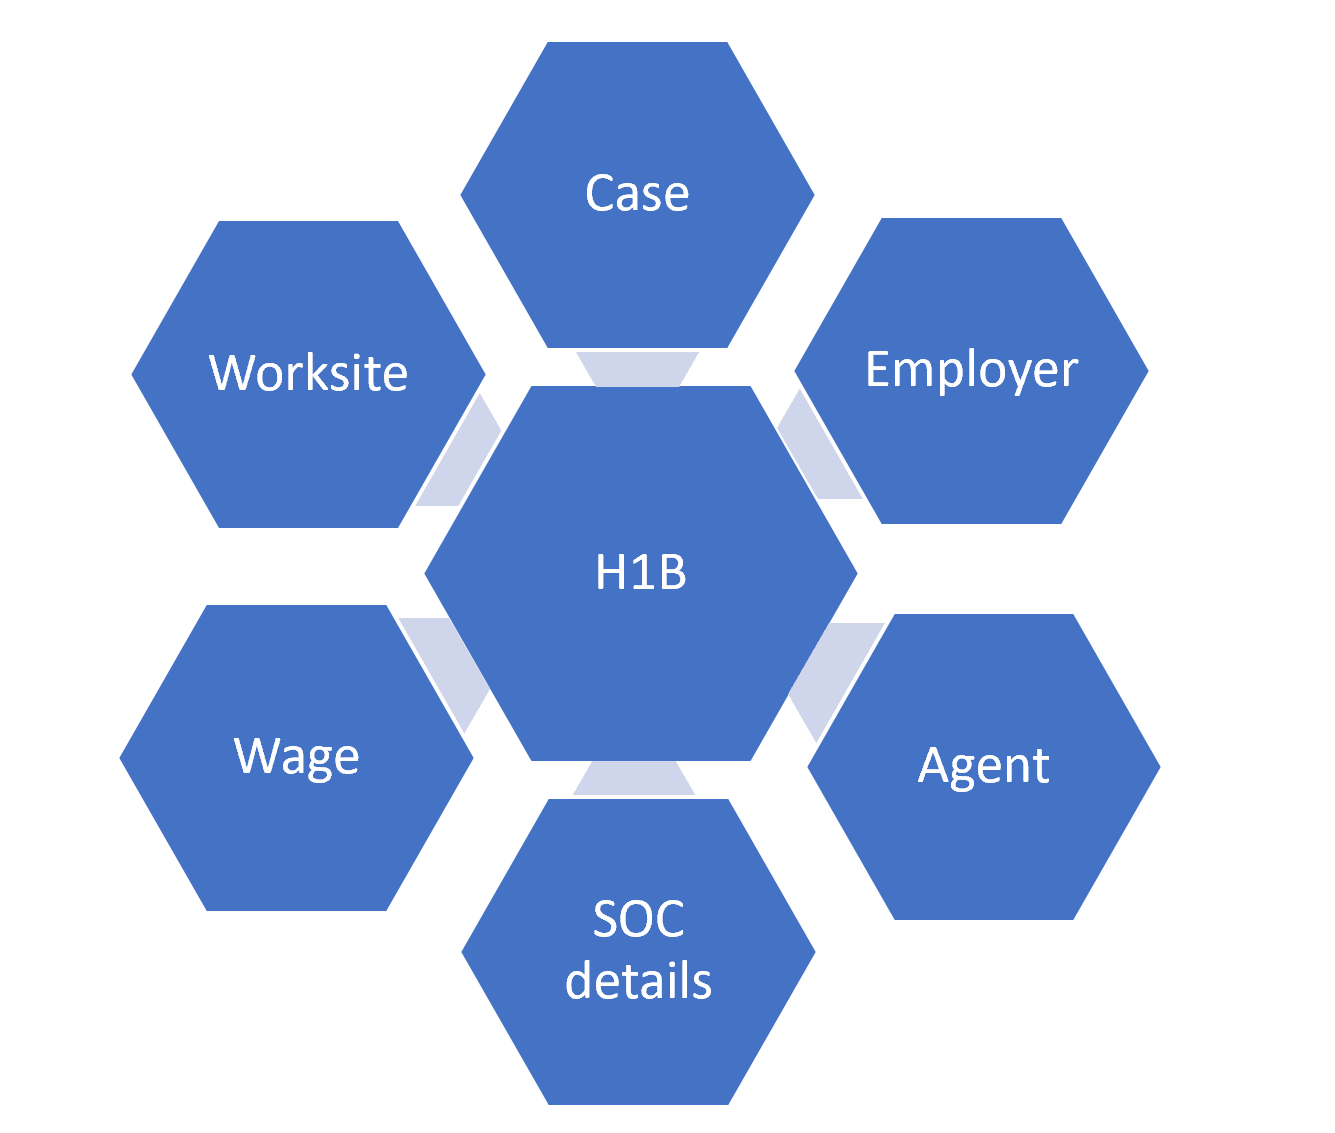 Case
Worksite
Employer
H1B
Wage
Agent
SOC
details